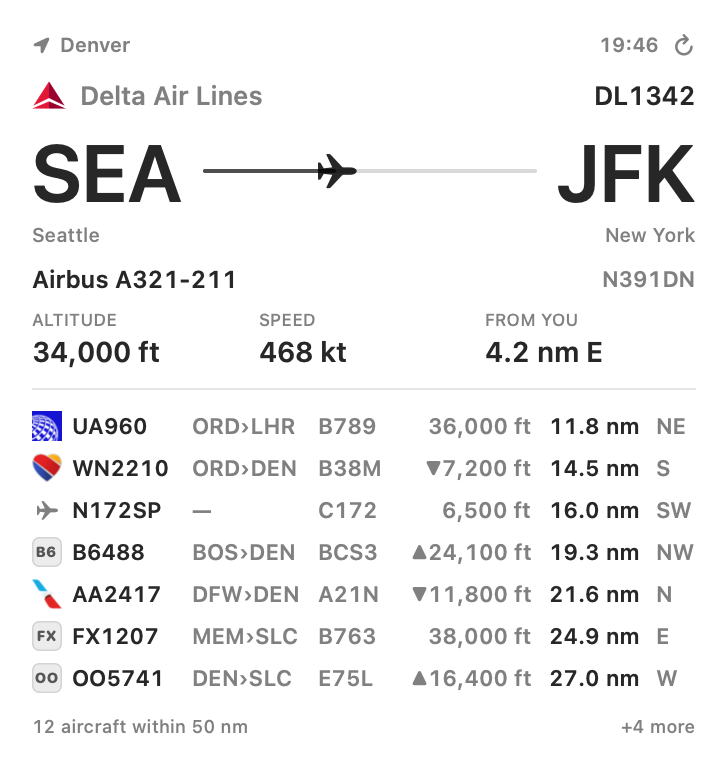 Denver 19:46
Delta Air Lines DL1342
SEA JFK
Seattle New York
Airbus A321-211 N391DN
ALTITUDE SPEED FROM YOU
34,000 ft 468 kt 4.2 nm E
UA960 ORD›LHR B789 36,000 ft 11.8 nm NE
WN2210 ORD›DEN B38M ▼7,200 ft 14.5 nm S
N172SP — C172 6,500 ft 16.0 nm SW
B6 B6488 BOS›DEN BCS3 ▲24,100 ft 19.3 nm NW
AA2417 DFW›DEN A21N ▼11,800 ft 21.6 nm N
FX FX1207 MEM›SLC B763 38,000 ft 24.9 nm E
OO OO5741 DEN›SLC E75L ▲16,400 ft 27.0 nm W
12 aircraft within 50 nm +4 more